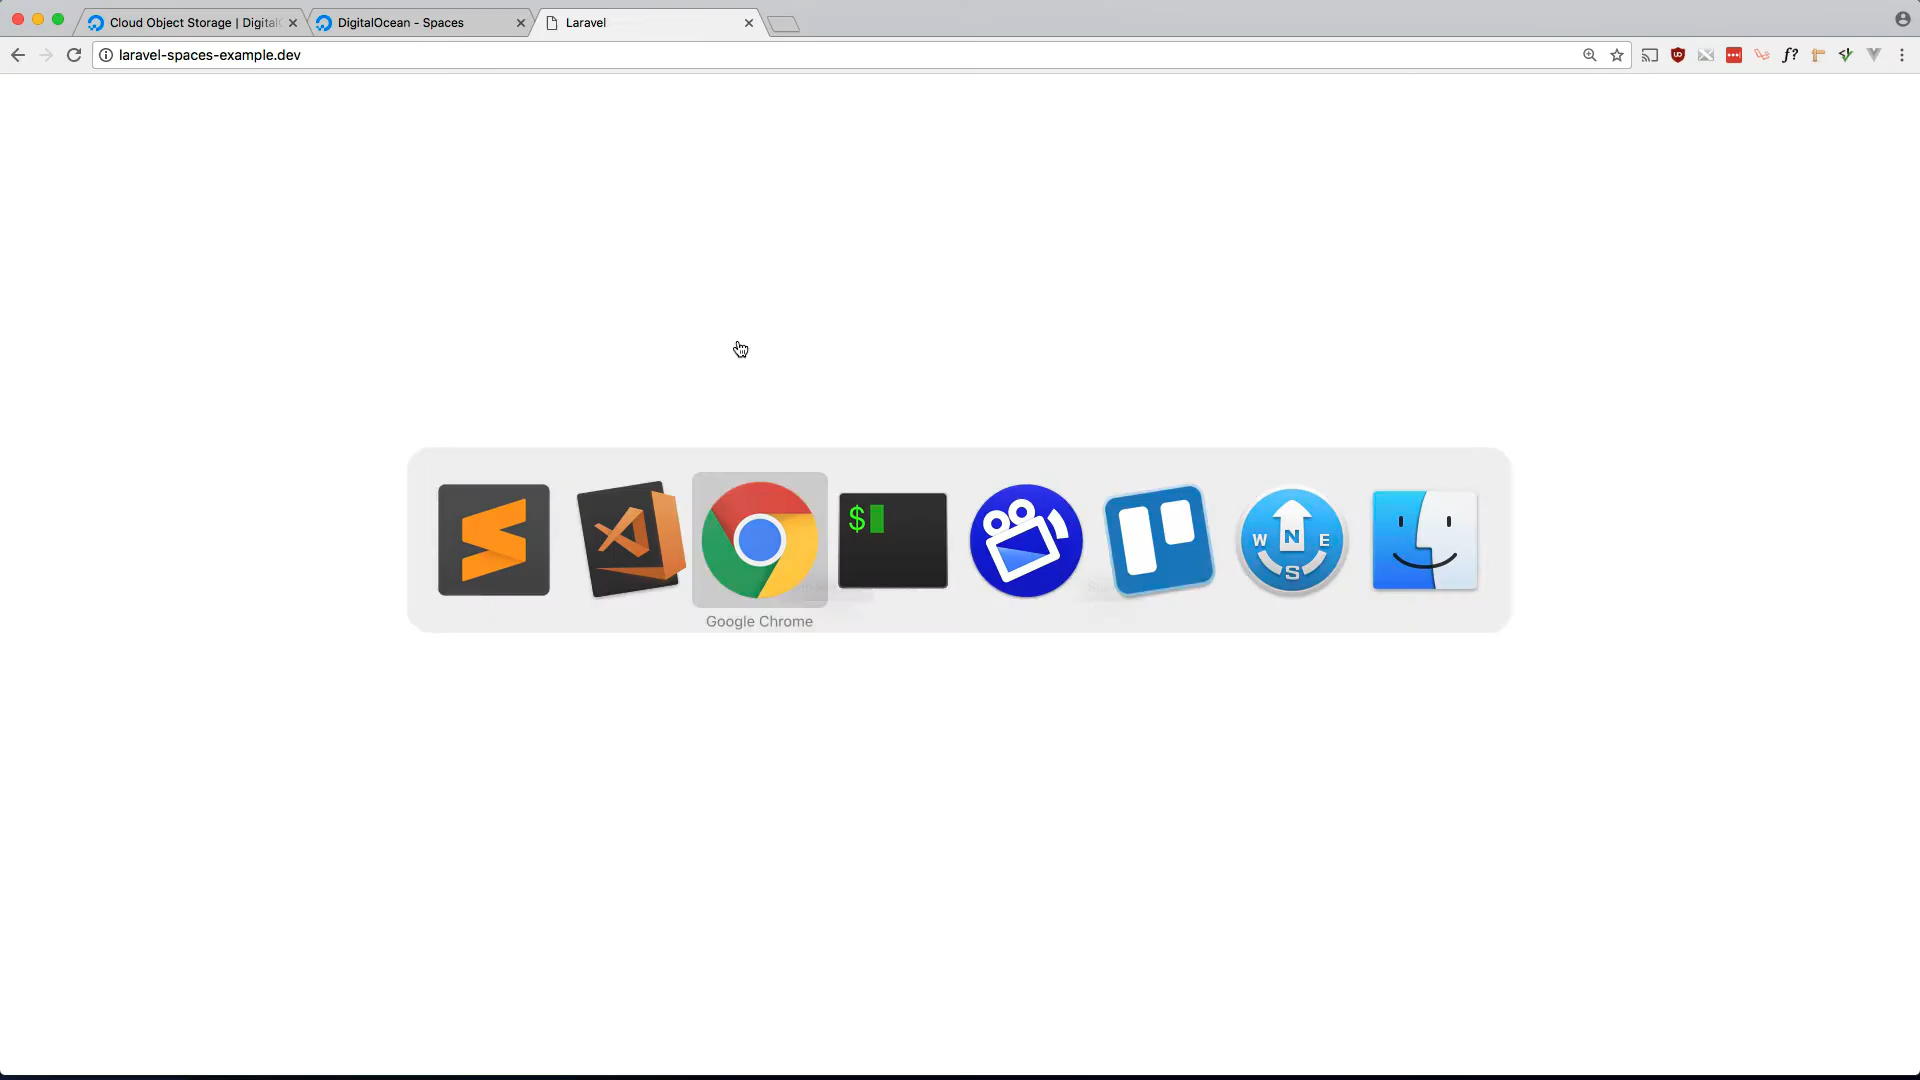 Cloud Object Storage | Digital
DigitalOcean - Spaces
Laravel
laravel-spaces-example.dev
f?
$
N
W E
S
Google Chrome